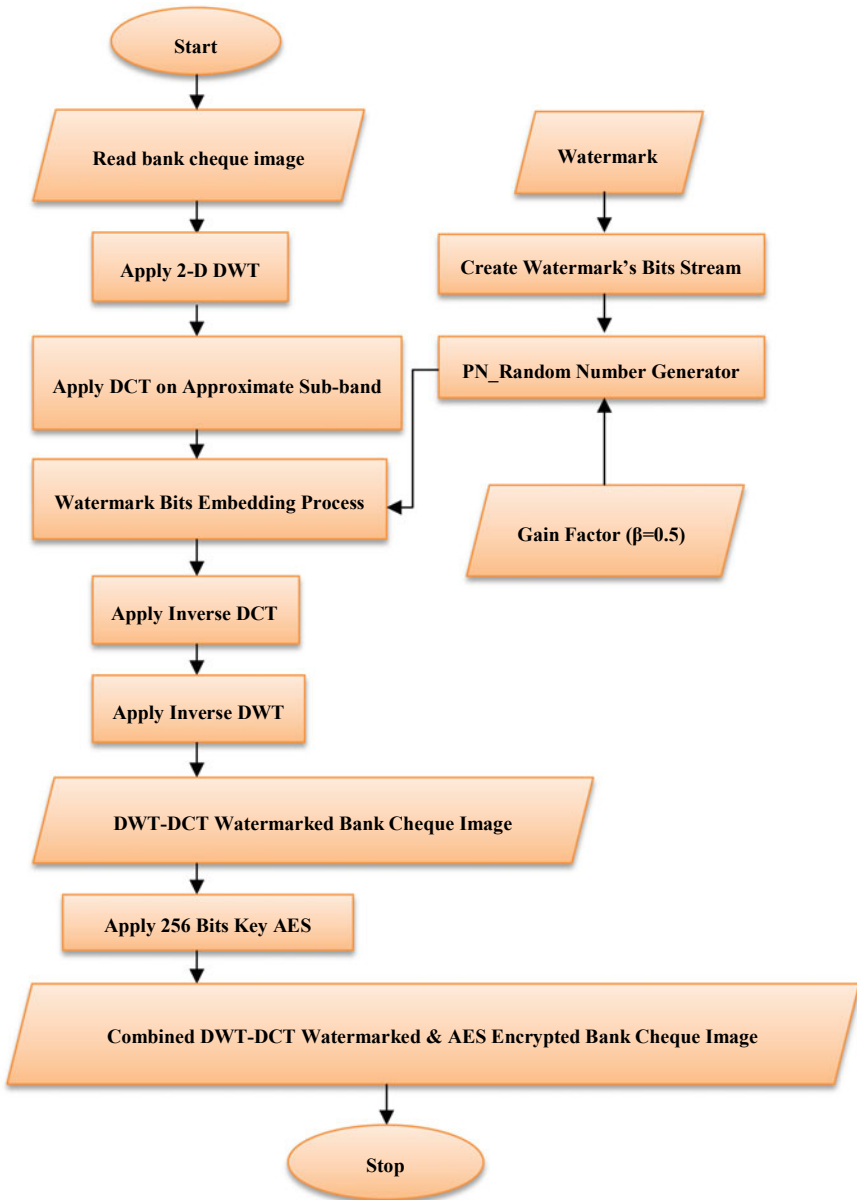 Start
Read bank cheque image
Watermark
Apply 2-D DWT
Create Watermark’s Bits Stream
Apply DCT on Approximate Sub-band
PN_Random Number Generator
Watermark Bits Embedding Process
Gain Factor (β=0.5)
Apply Inverse DCT
Apply Inverse DWT
DWT-DCT Watermarked Bank Cheque Image
Apply 256 Bits Key AES
Combined DWT-DCT Watermarked & AES Encrypted Bank Cheque Image
Stop